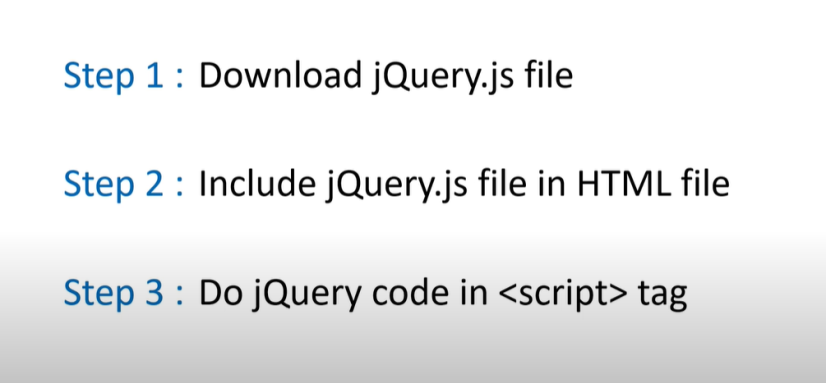 Step 1 : Download jQuery.js file
Step 2 : Include jQuery.js file in HTML file
Step 3 : Do jQuery code in <script> tag